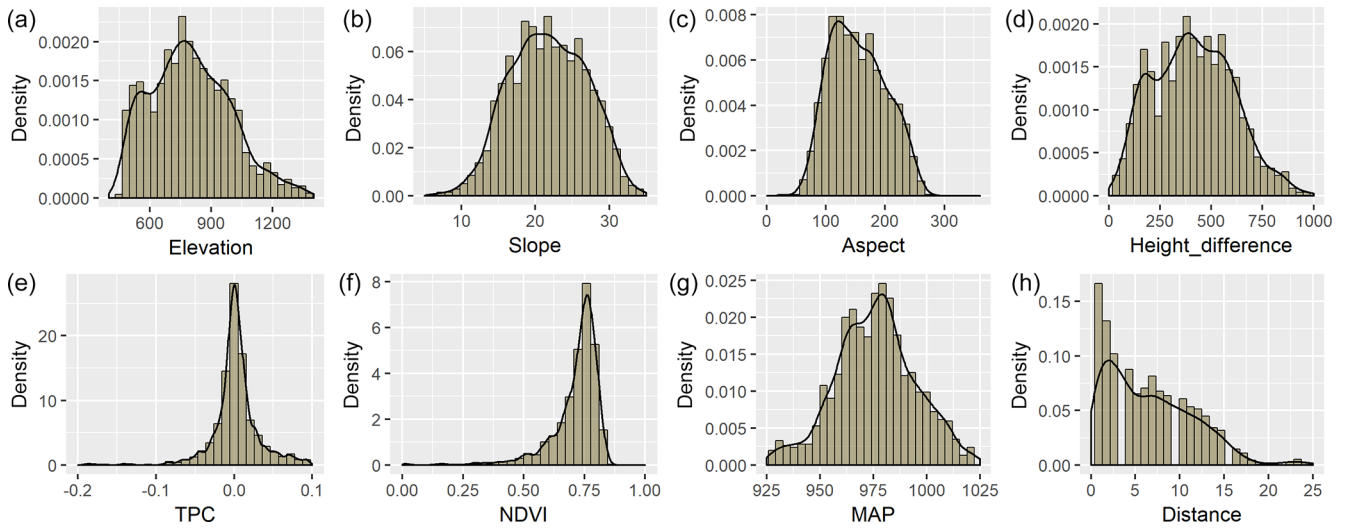 (a)
Density
0.0020
0.0015
0.0010
0.0005
0.0000
600 900 1200
Elevation
(b)
Density
0.06
0.04
0.02
0.00
10 20 30
Slope
(c)
Density
0.008
0.006
0.004
0.002
0.000
0 100 200 300
Aspect
(d)
Density
0.0020
0.0015
0.0010
0.0005
0.0000
0 250 500 750 1000
Height_difference
(e)
Density
20
10
0
-0.2 -0.1 0.0 0.1
TPC
(f)
Density
8
6
4
2
0
0.00 0.25 0.50 0.75 1.00
NDVI
(g)
Density
0.025
0.020
0.015
0.010
0.005
0.000
925 950 975 1000 1025
MAP
(h)
Density
0.15
0.10
0.05
0.00
0 5 10 15 20 25
Distance